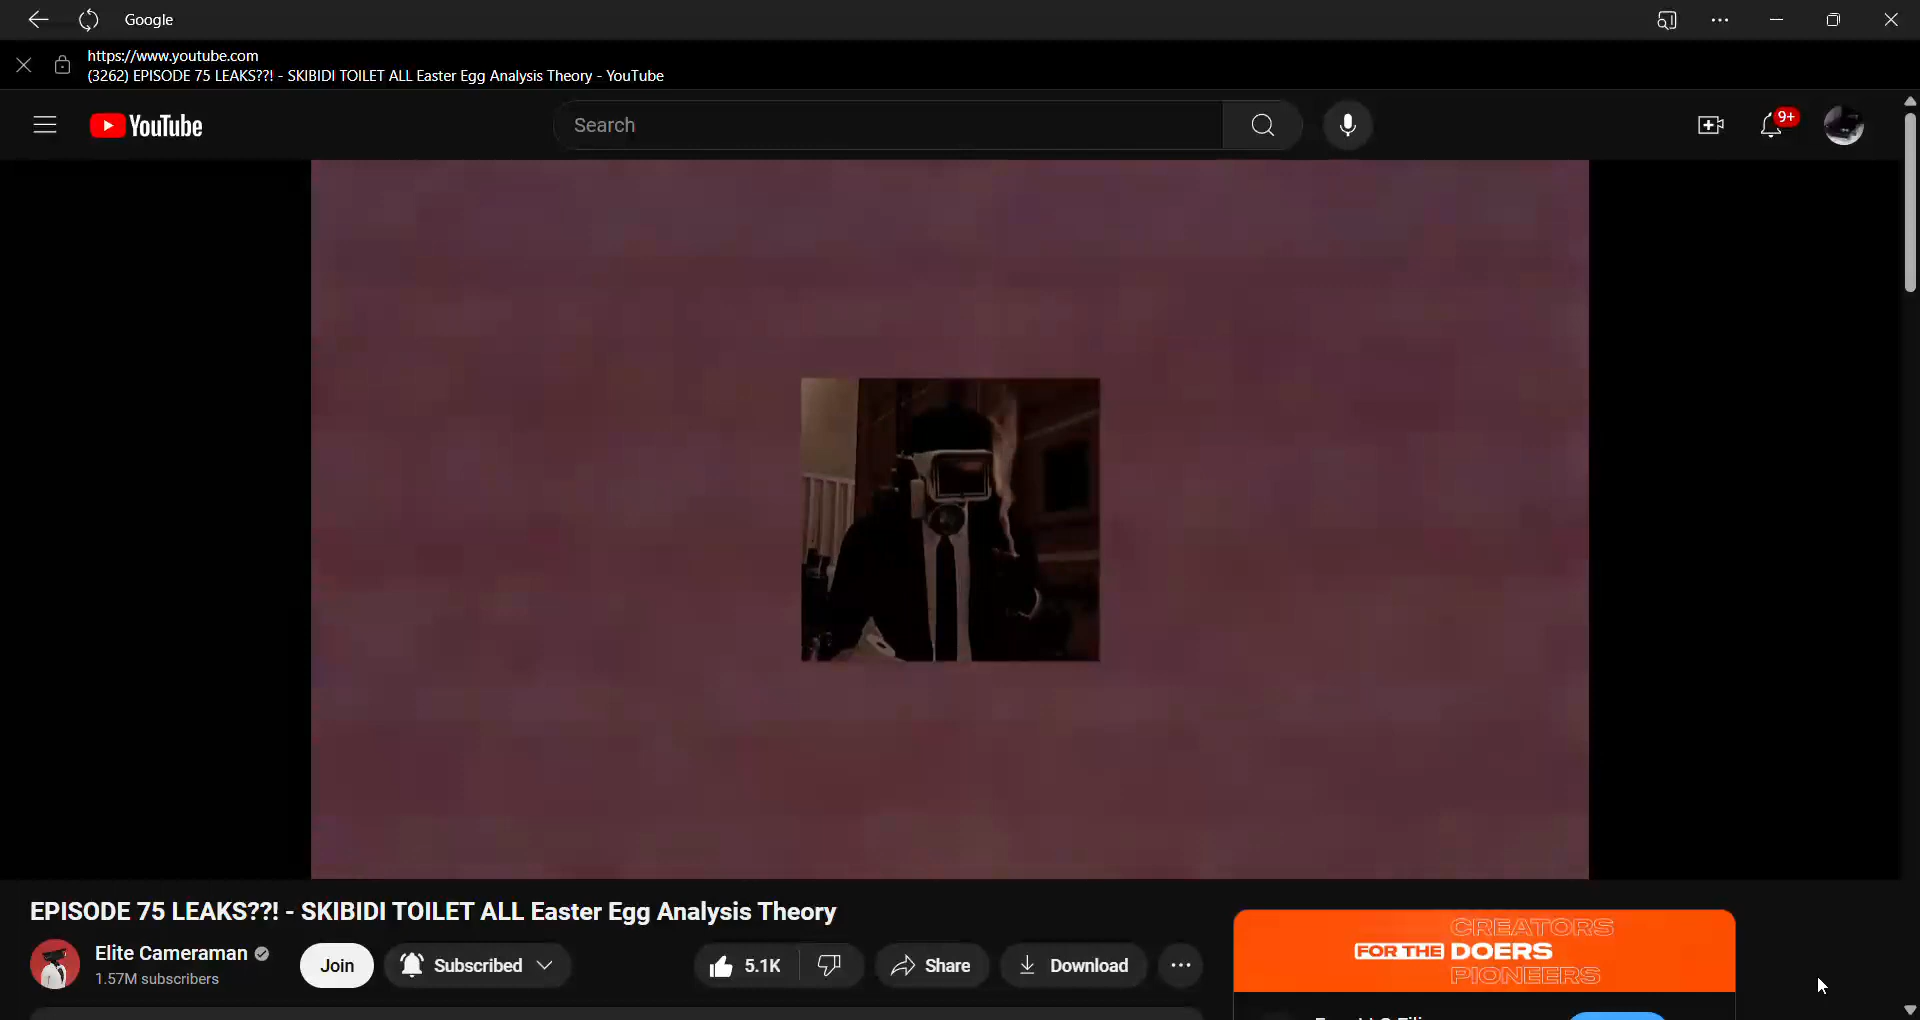 Google
https://www.youtube.com
(3262) EPISODE 75 LEAKS??! - SKIBIDI TOILET ALL Easter Egg Analysis Theory - YouTube
YouTube
Search
9+
EPISODE 75 LEAKS??! - SKIBIDI TOILET ALL Easter Egg Analysis Theory
Elite Cameraman
1.57M subscribers
Join
Subscribed
5.1K
Share
Download
CREATORS
FOR THE DOERS
PIONEERS